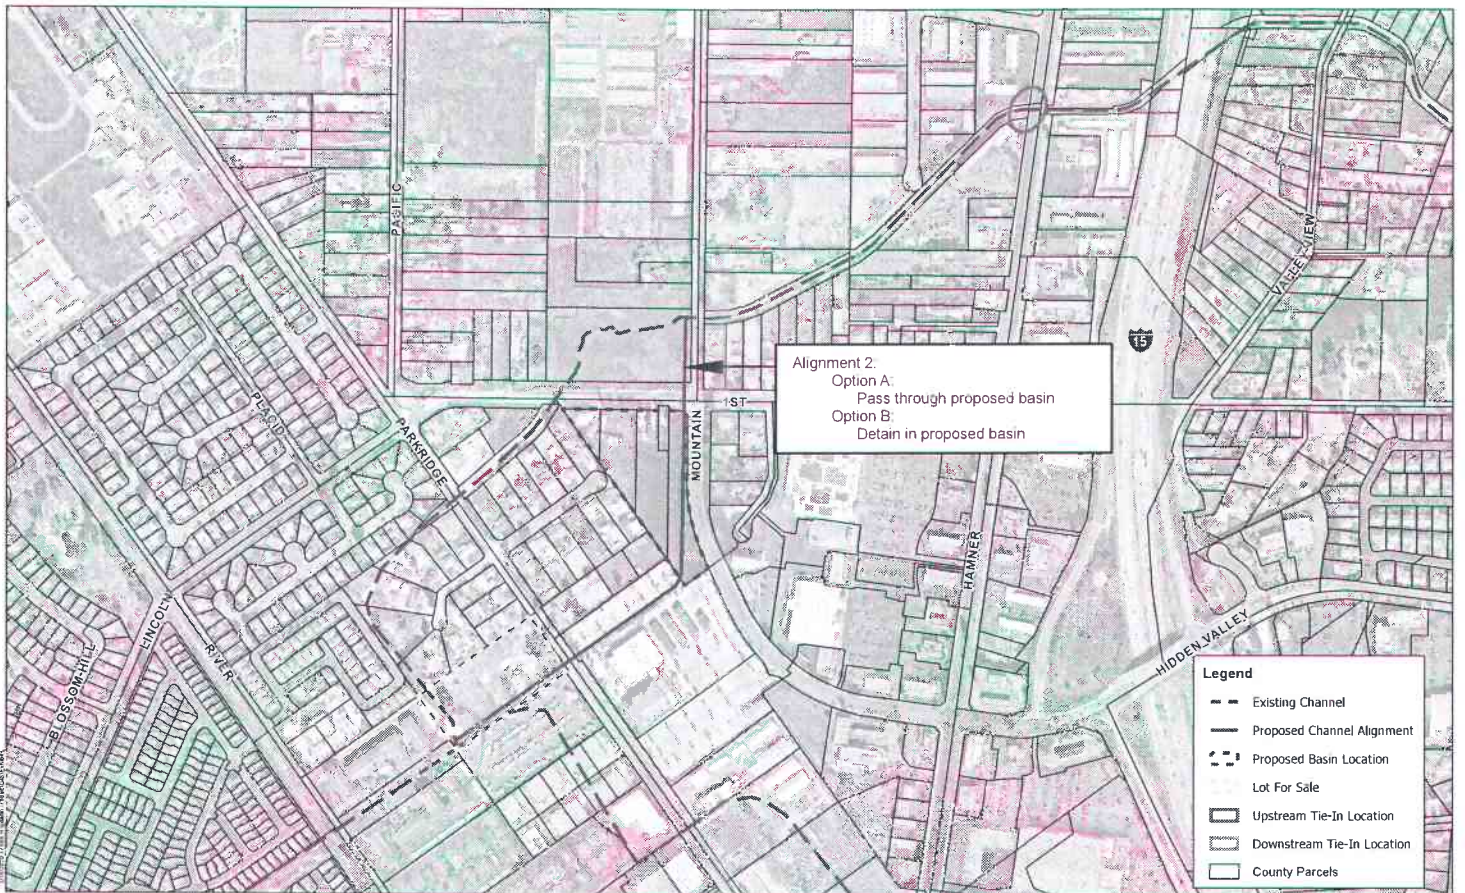 PACIFIC
VALLEY VIEW
15
Alignment 2:
Option A:
Pass through proposed basin
Option B:
Detain in proposed basin
1ST
PLACID
PARKRIDGE
MOUNTAIN
HAMNER
LINCOLN
RIVER
BLOSSOM HILL
HIDDEN VALLEY
Legend
Existing Channel
Proposed Channel Alignment
Proposed Basin Location
Lot For Sale
Upstream Tie-In Location
Downstream Tie-In Location
County Parcels